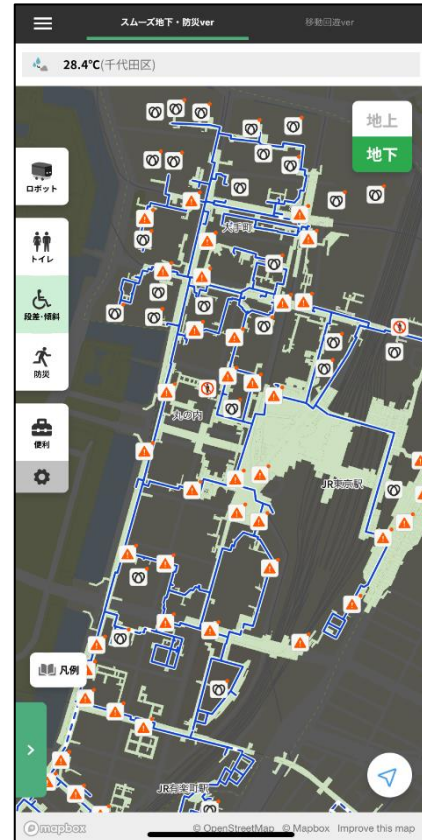 スムーズ地下・防災ver
移動回遊ver
28.4℃(千代田区)
地上
地下
ロボット
トイレ
段差・傾斜
防災
便利
大手町
丸の内
JR東京駅
凡例
JR有楽町駅
mapbox
© OpenStreetMap © Mapbox Improve this map